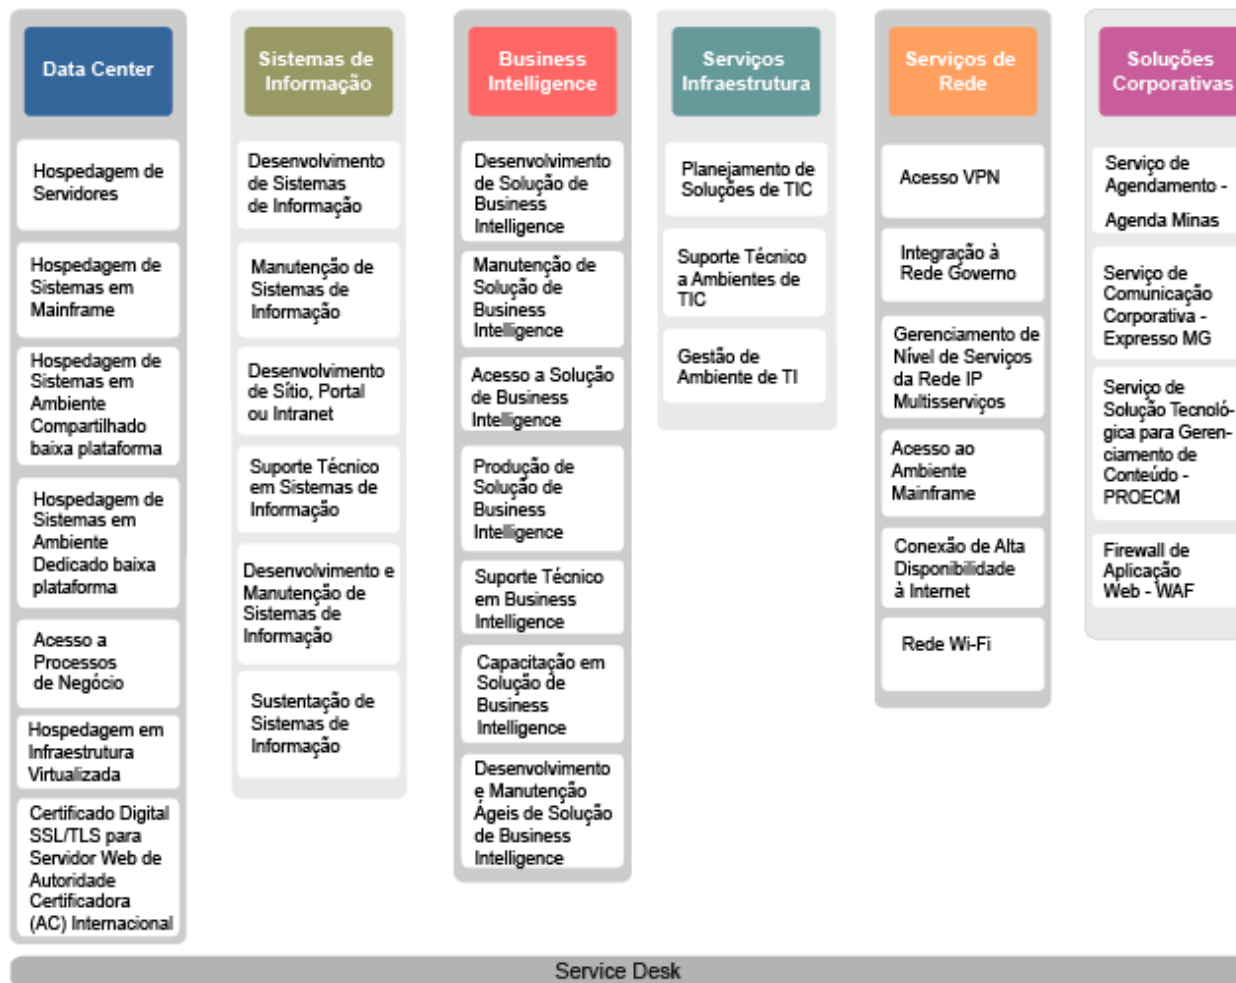 Data Center
Hospedagem de
Servidores
Hospedagem de
Sistemas em
Mainframe
Hospedagem de
Sistemas em
Ambiente
Compartilhado
baixa plataforma
Hospedagem de
Sistemas em
Ambiente
Dedicado baixa
plataforma
Acesso a
Processos
de Negócio
Hospedagem em
Infraestrutura
Virtualizada
Certificado Digital
SSL/TLS para
Servidor Web de
Autoridade
Certificadora
(AC) Internacional
Sistemas de
Informação
Desenvolvimento
de Sistemas
de Informação
Manutenção de
Sistemas de
Informação
Desenvolvimento
de Sítio, Portal
ou Intranet
Suporte Técnico
em Sistemas de
Informação
Desenvolvimento e
Manutenção de
Sistemas de
Informação
Sustentação de
Sistemas de
Informação
Business
Intelligence
Desenvolvimento
de Solução de
Business
Intelligence
Manutenção de
Solução de
Business
Intelligence
Acesso a Solução
de Business
Intelligence
Produção de
Solução de
Business
Intelligence
Suporte Técnico
em Business
Intelligence
Capacitação em
Solução de
Business
Intelligence
Desenvolvimento
e Manutenção
Ágeis de Solução
de Business
Intelligence
Serviços
Infraestrutura
Planejamento de
Soluções de TIC
Suporte Técnico
a Ambientes de
TIC
Gestão de
Ambiente de TI
Serviços de
Rede
Acesso VPN
Integração à
Rede Governo
Gerenciamento de
Nível de Serviços
da Rede IP
Multisserviços
Acesso ao
Ambiente
Mainframe
Conexão de Alta
Disponibilidade
à Internet
Rede Wi-Fi
Soluções
Corporativas
Serviço de
Agendamento -
Agenda Minas
Serviço de
Comunicação
Corporativa -
Expresso MG
Serviço de
Solução Tecnoló-
gica para Geren-
ciamento de
Conteúdo -
PROECM
Firewall de
Aplicação
Web - WAF
Service Desk